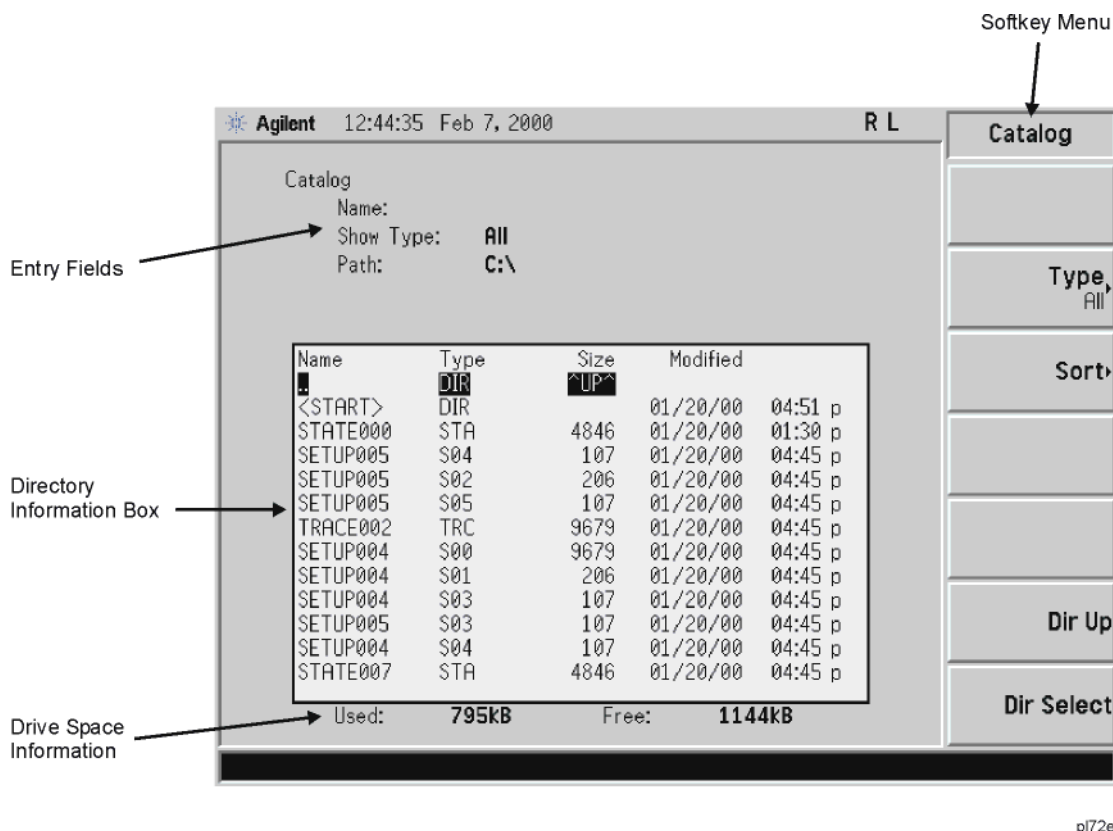 Softkey Menu
Agilent 12:44:35 Feb 7, 2000 R L
Catalog
Catalog
Name:
Show Type: All
Path: C:\
Entry Fields
Type
All
Sort
Name Type Size Modified
.. DIR ^UP^
<START> DIR 01/20/00 04:51 p
STATE000 STA 4846 01/20/00 01:30 p
SETUP005 S04 107 01/20/00 04:45 p
SETUP005 S02 206 01/20/00 04:45 p
SETUP005 S05 107 01/20/00 04:45 p
TRACE002 TRC 9679 01/20/00 04:45 p
SETUP004 S00 9679 01/20/00 04:45 p
SETUP004 S01 206 01/20/00 04:45 p
SETUP004 S03 107 01/20/00 04:45 p
SETUP005 S03 107 01/20/00 04:45 p
SETUP004 S04 107 01/20/00 04:45 p
STATE007 STA 4846 01/20/00 04:45 p
Directory
Information Box
Dir Up
Dir Select
Used: 795kB Free: 1144kB
Drive Space
Information
pl72e